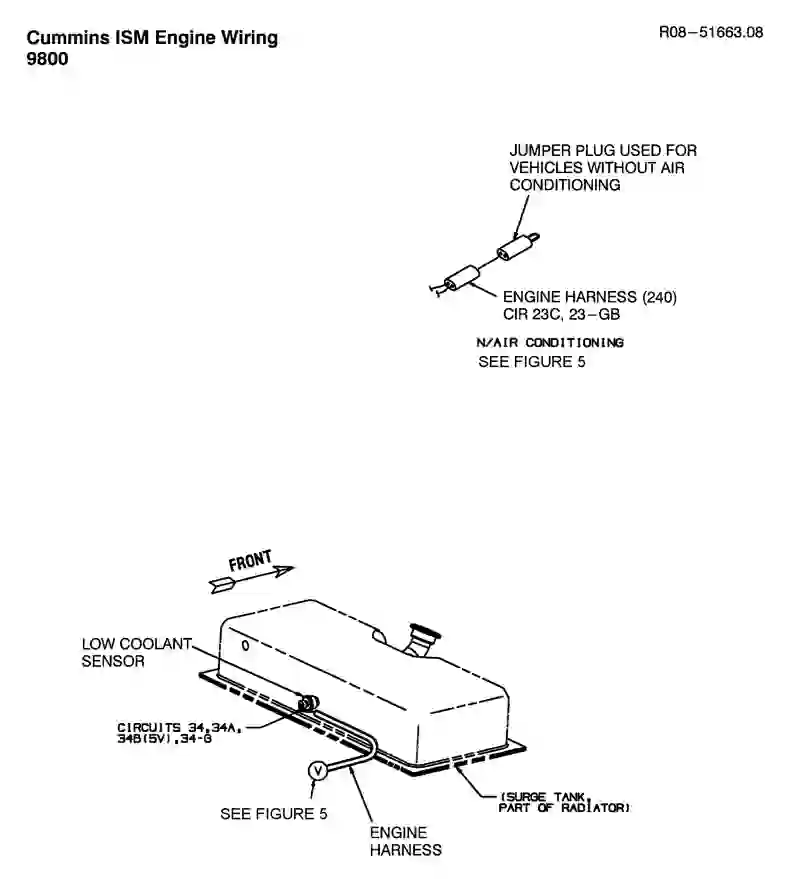 Cummins ISM Engine Wiring
9800
R08-51663.08
JUMPER PLUG USED FOR
VEHICLES WITHOUT AIR
CONDITIONING
ENGINE HARNESS (240)
CIR 23C, 23-GB
N/AIR CONDITIONING
SEE FIGURE 5
FRONT
LOW COOLANT
SENSOR
CIRCUITS 34,34A,
34B(5V),34-G
V
SEE FIGURE 5
ENGINE
HARNESS
(SURGE TANK,
PART OF RADIATOR)